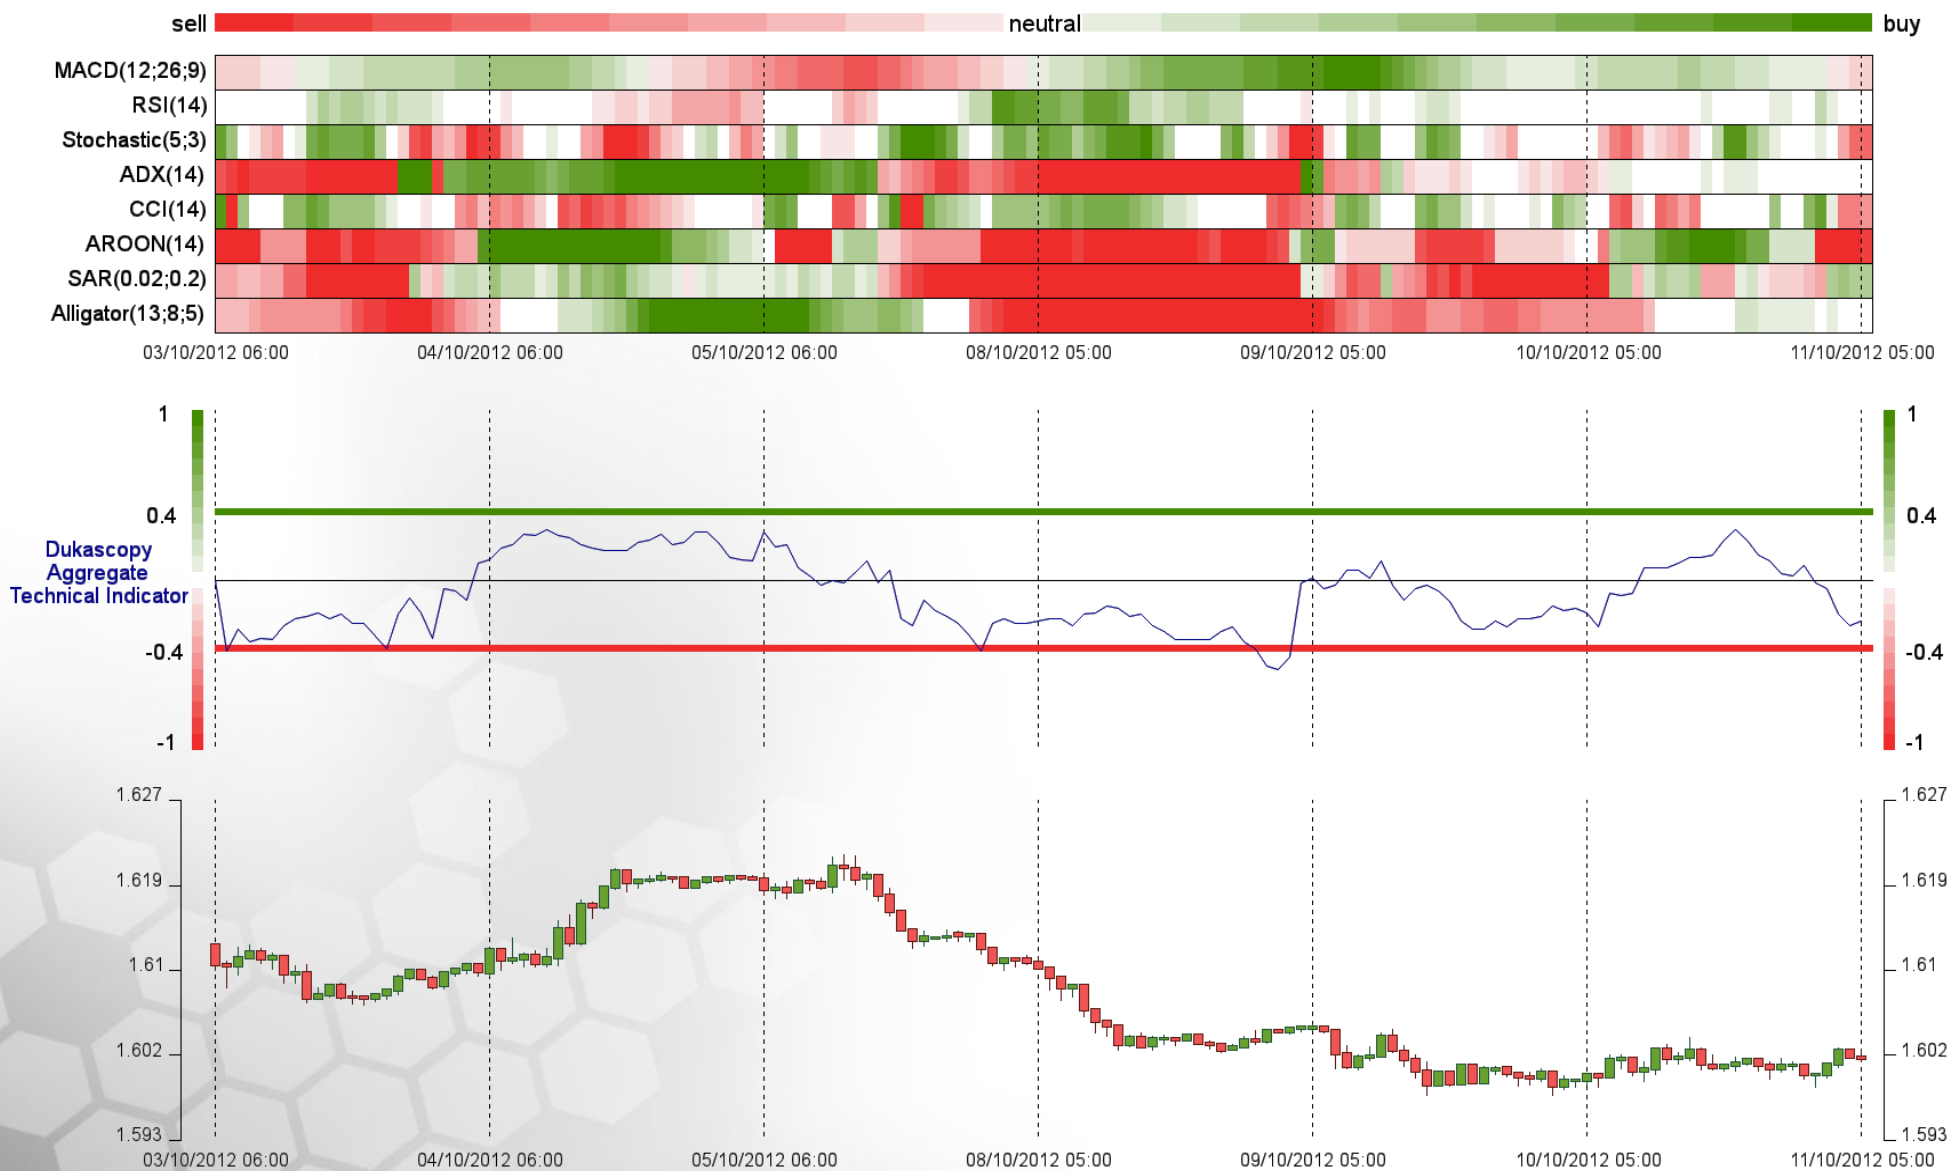 sell neutral buy
MACD(12;26;9)
RSI(14)
Stochastic(5;3)
ADX(14)
CCI(14)
AROON(14)
SAR(0.02;0.2)
Alligator(13;8;5)
03/10/2012 06:00 04/10/2012 06:00 05/10/2012 06:00 08/10/2012 05:00 09/10/2012 05:00 10/10/2012 05:00 11/10/2012 05:00
1 1
0.4 0.4
Dukascopy
Aggregate
Technical Indicator
-0.4 -0.4
-1 -1
1.627 1.627
1.619 1.619
1.61 1.61
1.602 1.602
1.593 1.593
03/10/2012 06:00 04/10/2012 06:00 05/10/2012 06:00 08/10/2012 05:00 09/10/2012 05:00 10/10/2012 05:00 11/10/2012 05:00